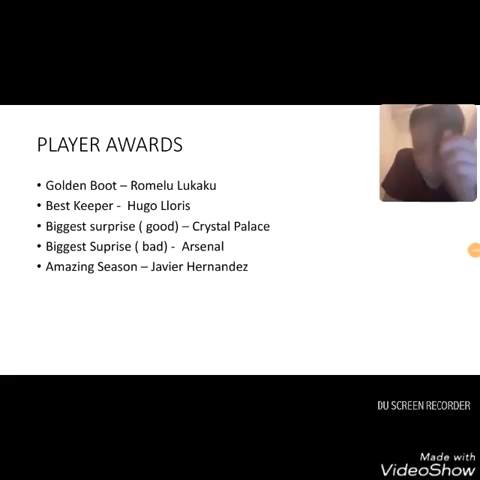 PLAYER AWARDS
• Golden Boot – Romelu Lukaku
• Best Keeper - Hugo Lloris
• Biggest surprise ( good) – Crystal Palace
• Biggest Suprise ( bad) - Arsenal
• Amazing Season – Javier Hernandez
DU SCREEN RECORDER
Made with
VideoShow